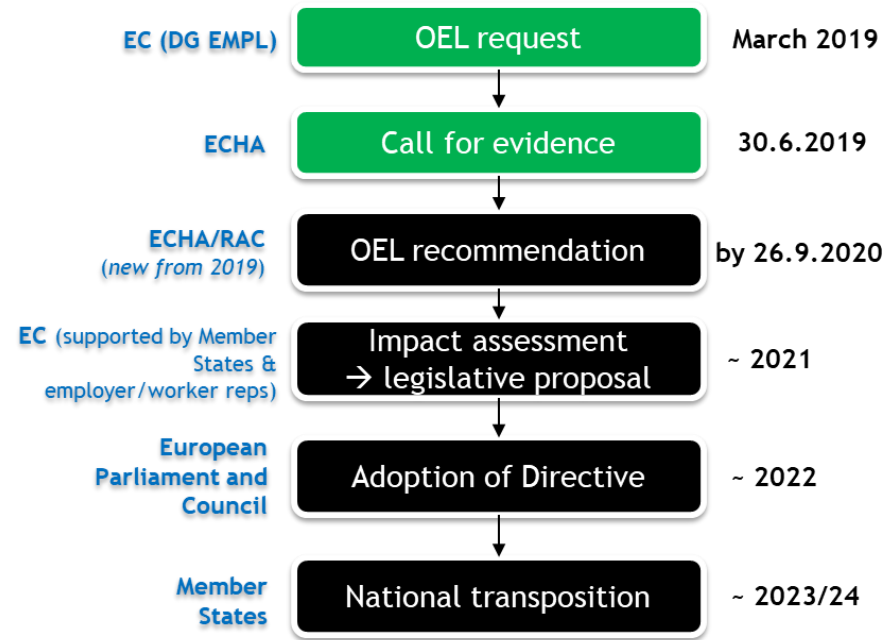 EC (DG EMPL)
OEL request
March 2019
ECHA
Call for evidence
30.6.2019
ECHA/RAC
(new from 2019)
OEL recommendation
by 26.9.2020
EC (supported by Member
States &
employer/worker reps)
Impact assessment
→ legislative proposal
~ 2021
European
Parliament and
Council
Adoption of Directive
~ 2022
Member
States
National transposition
~ 2023/24